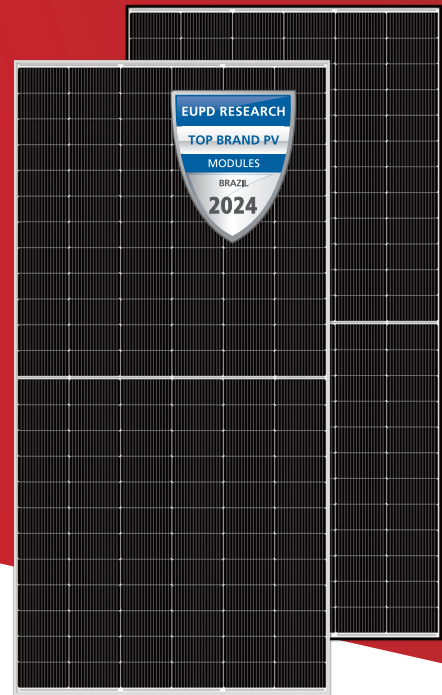 EUPD RESEARCH
TOP BRAND PV
MODULES
BRAZIL
2024